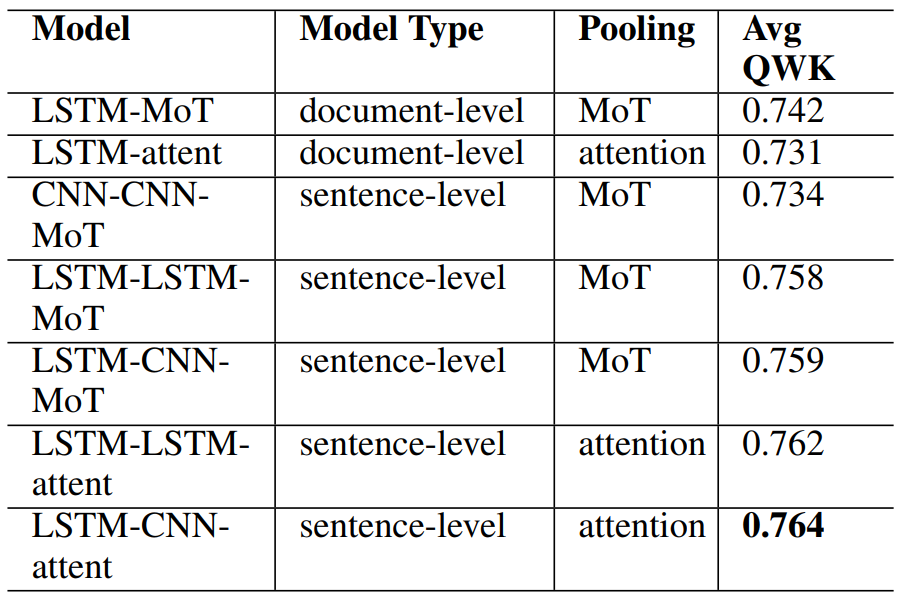 Model Model Type Pooling Avg
QWK
LSTM-MoT document-level MoT 0.742
LSTM-attent document-level attention 0.731
CNN-CNN- sentence-level MoT 0.734
MoT
LSTM-LSTM- sentence-level MoT 0.758
MoT
LSTM-CNN- sentence-level MoT 0.759
MoT
LSTM-LSTM- sentence-level attention 0.762
attent
LSTM-CNN- sentence-level attention 0.764
attent